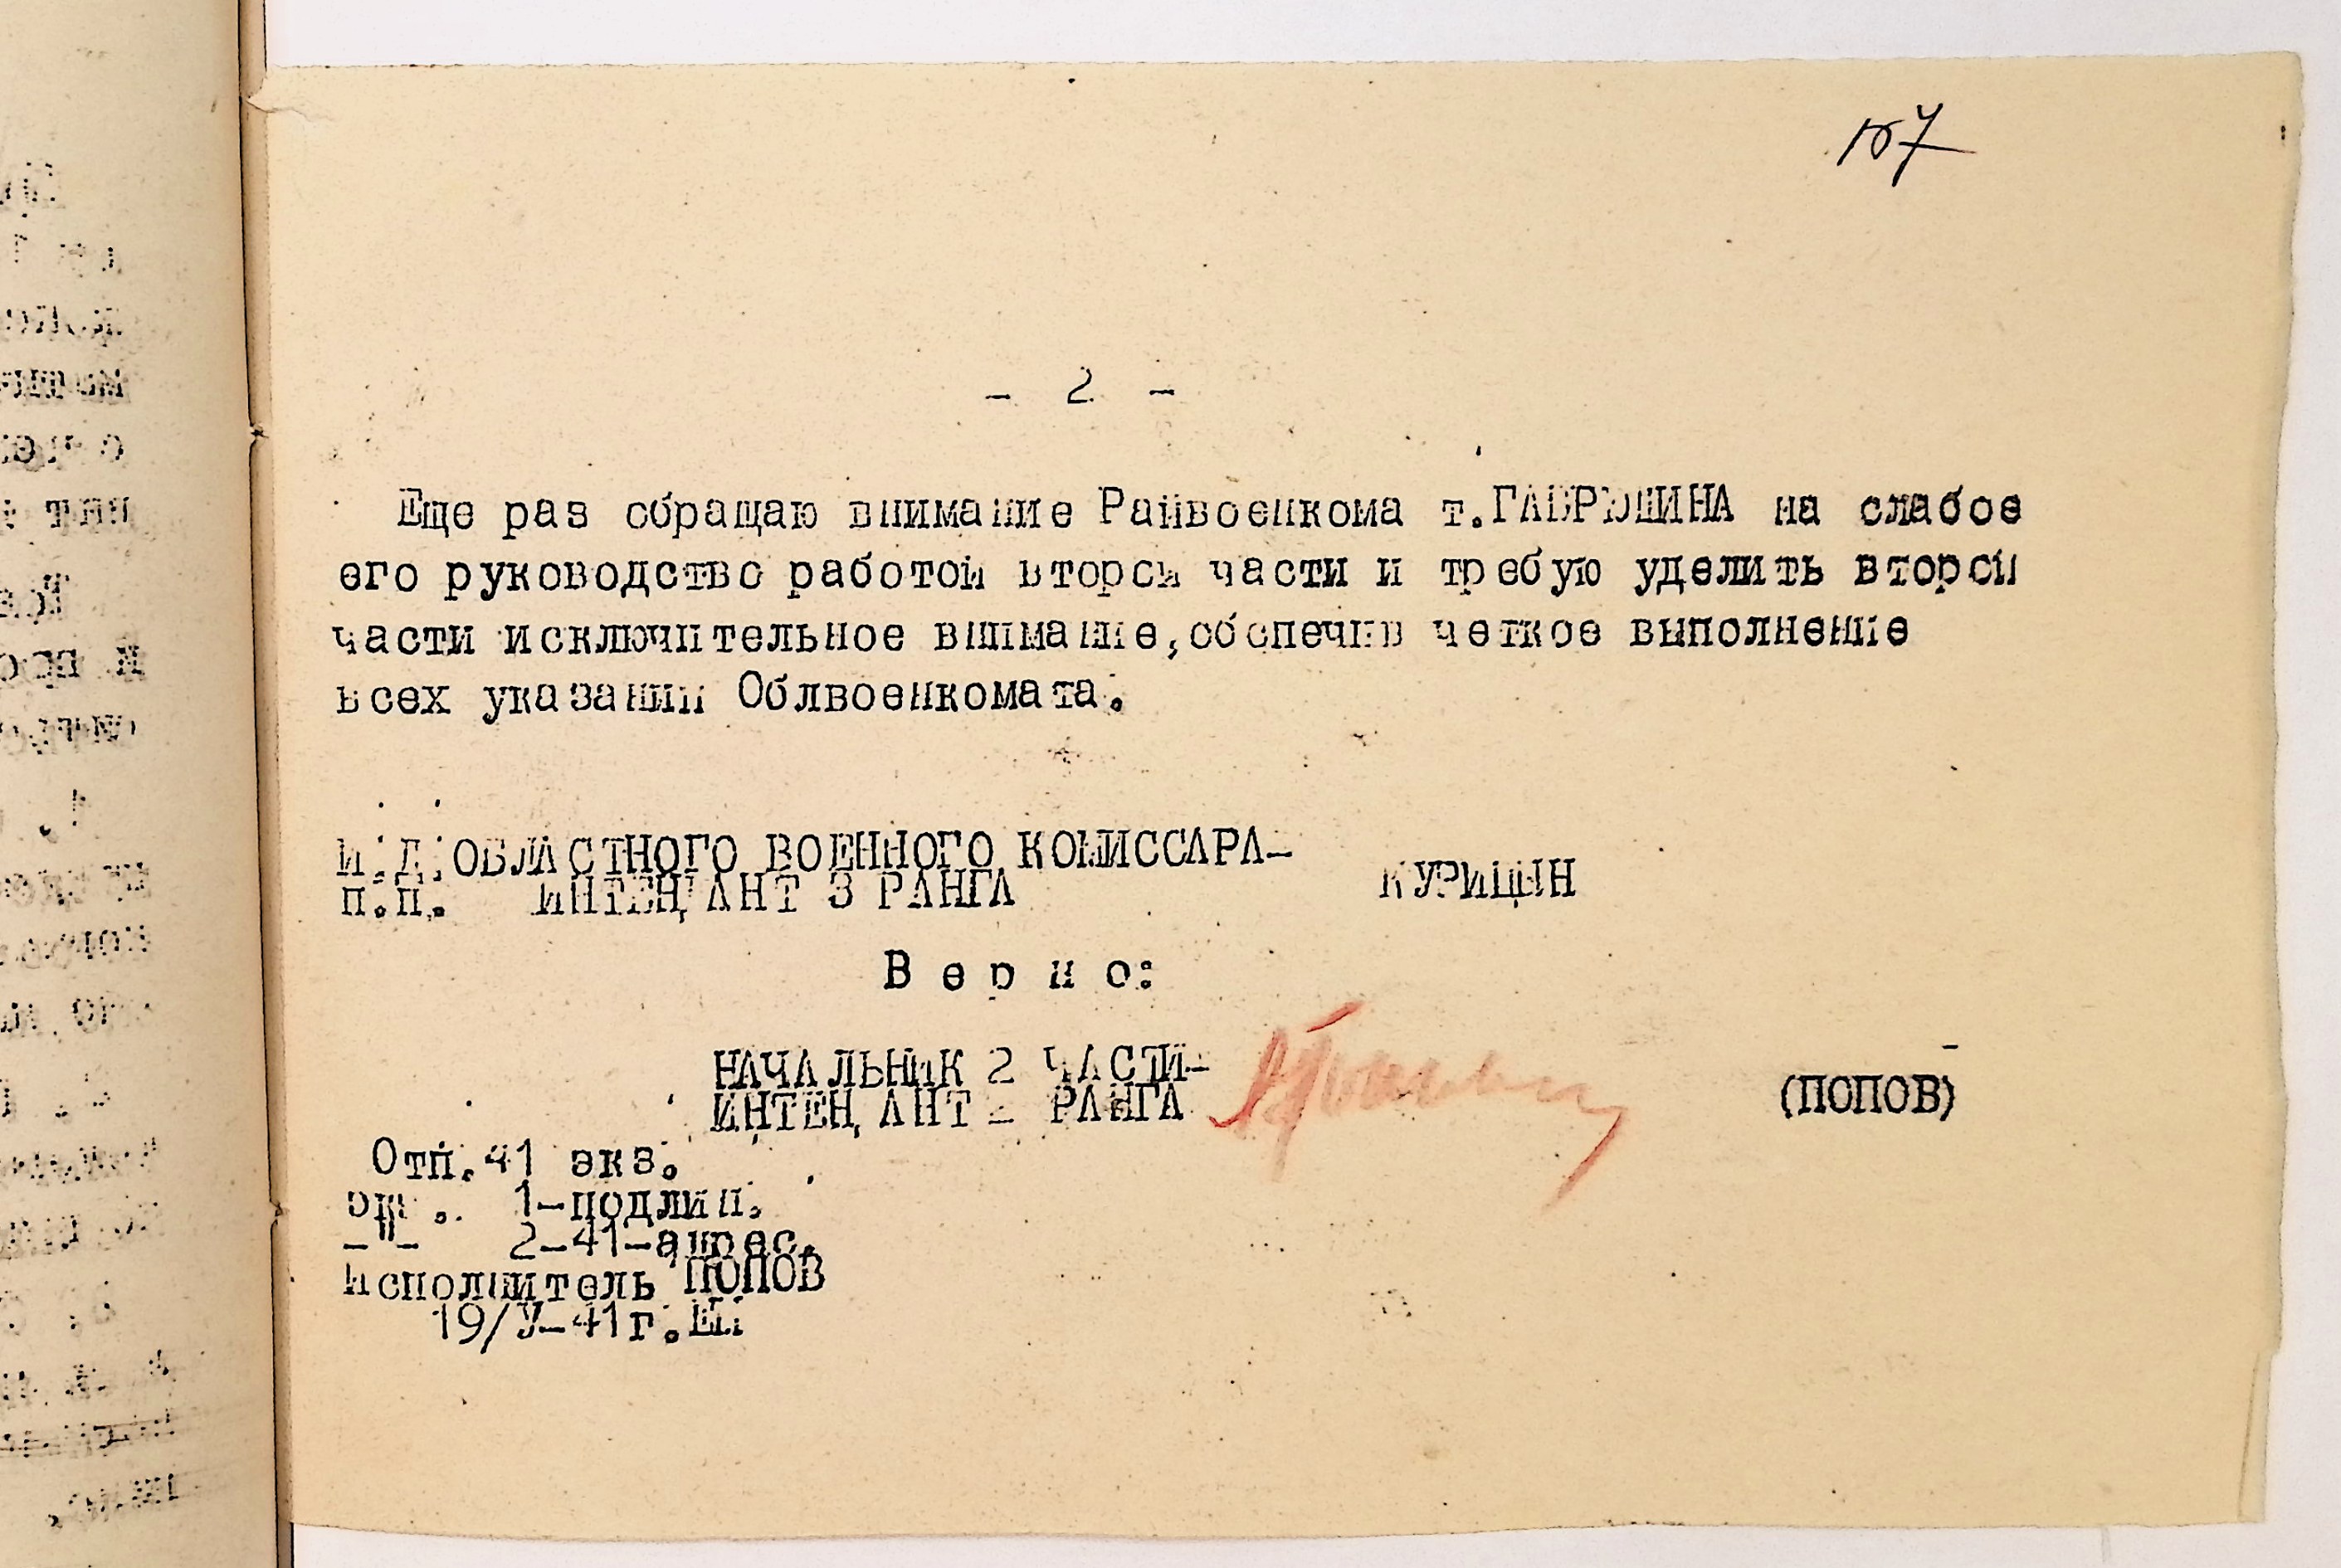 107
- 2 -
Еще раз обращаю внимание Райвоенкома т.ГАВРЮШИНА на слабое
его руководство работой второй части и требую уделить второй
части исключительное внимание,обеспечив четкое выполнение
всех указаний Облвоенкомата.
И.Д.ОБЛАСТНОГО ВОЕННОГО КОМИССАРА-
п.п. ИНТЕНДАНТ 3 РАНГА КУРИЦЫН
В е р н о:
НАЧАЛЬНИК 2 ЧАСТИ-
ИНТЕНДАНТ 2 РАНГА (ПОПОВ)
Отп.41 экз.
экз. 1-подлин.
-"- 2-41-адрес.
Исполнитель ПОПОВ
19/У-41г.